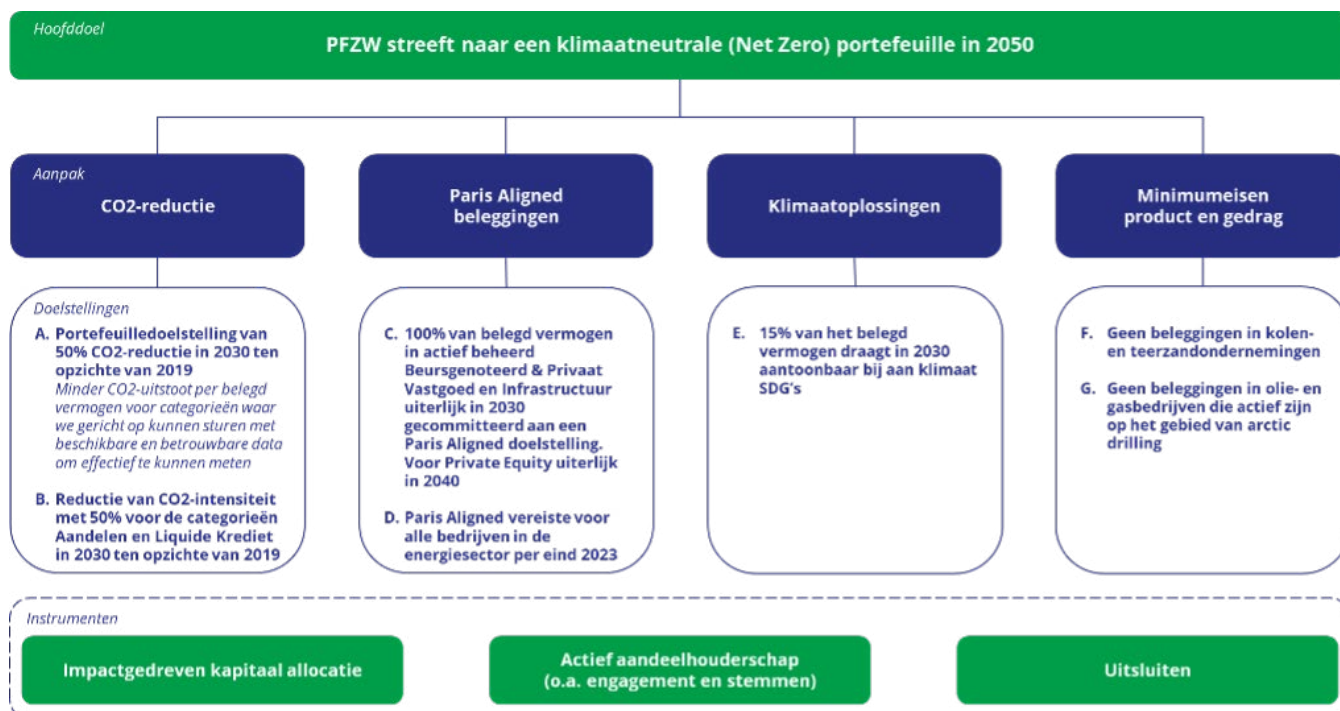 Hoofddoel
PFZW streeft naar een klimaatneutrale (Net Zero) portefeuille in 2050
Aanpak
CO2-reductie
Paris Aligned
beleggingen
Klimaatoplossingen
Minimumeisen
product en gedrag
Doelstellingen
A. Portefeuilledoelstelling van
50% CO2-reductie in 2030 ten
opzichte van 2019
Minder CO2-uitstoot per belegd
vermogen voor categorieën waar
we gericht op kunnen sturen met
beschikbare en betrouwbare data
om effectief te kunnen meten
B. Reductie van CO2-intensiteit
met 50% voor de categorieën
Aandelen en Liquide Krediet
in 2030 ten opzichte van 2019
C. 100% van belegd vermogen
in actief beheerd
Beursgenoteerd & Privaat
Vastgoed en Infrastructuur
uiterlijk in 2030
gecommitteerd aan een
Paris Aligned doelstelling.
Voor Private Equity uiterlijk
in 2040
D. Paris Aligned vereiste voor
alle bedrijven in de
energiesector per eind 2023
E. 15% van het belegd
vermogen draagt in 2030
aantoonbaar bij aan klimaat
SDG's
F. Geen beleggingen in kolen-
en teerzandondernemingen
G. Geen beleggingen in olie- en
gasbedrijven die actief zijn
op het gebied van arctic
drilling
Instrumenten
Impactgedreven kapitaal allocatie
Actief aandeelhouderschap
(o.a. engagement en stemmen)
Uitsluiten